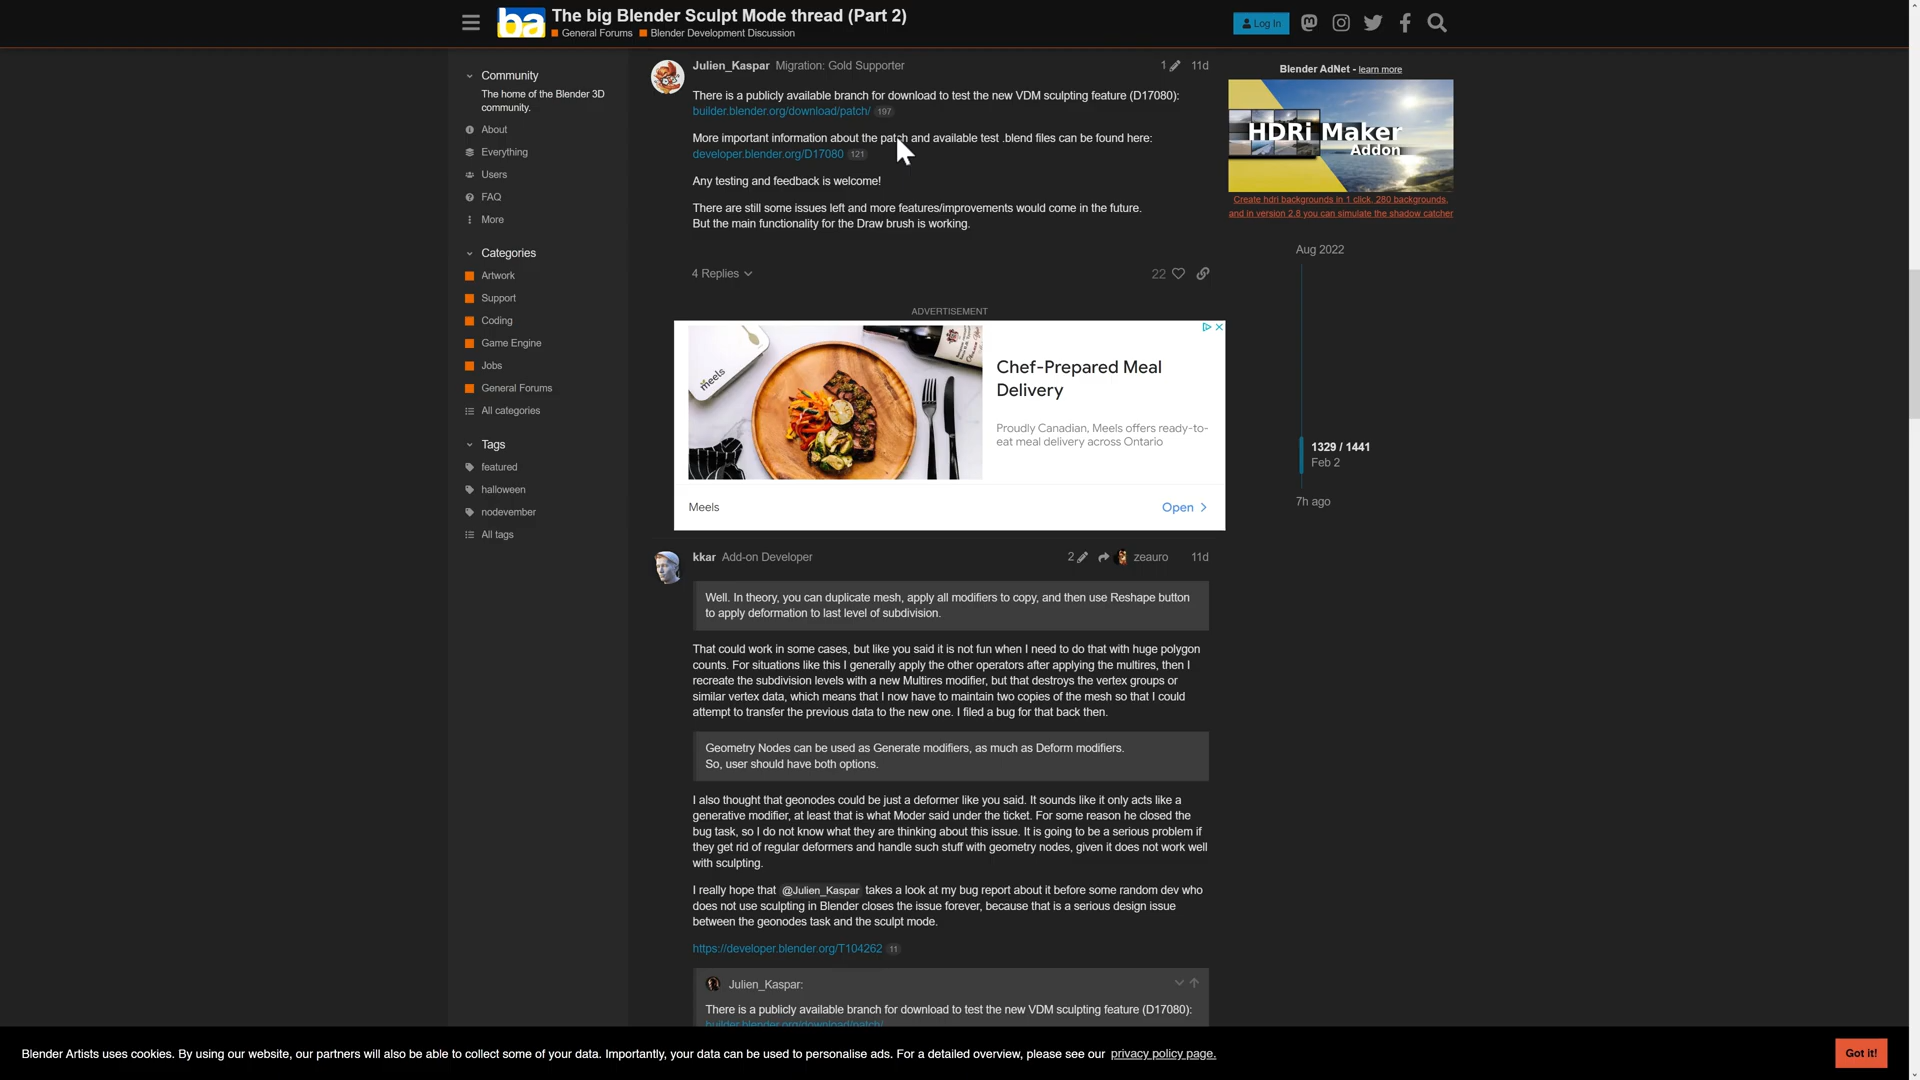 ba
The big Blender Sculpt Mode thread (Part 2)
General Forums Blender Development Discussion
Log In
Community
The home of the Blender 3D
community.
About
Everything
Users
FAQ
More
Categories
Artwork
Support
Coding
Game Engine
Jobs
General Forums
All categories
Tags
featured
halloween
nodevember
All tags
Julien_Kaspar Migration: Gold Supporter 1 11d
There is a publicly available branch for download to test the new VDM sculpting feature (D17080):
builder.blender.org/download/patch/ 197
More important information about the patch and available test .blend files can be found here:
developer.blender.org/D17080 121
Any testing and feedback is welcome!
There are still some issues left and more features/improvements would come in the future.
But the main functionality for the Draw brush is working.
4 Replies 22
ADVERTISEMENT
meels
Chef-Prepared Meal
Delivery
Proudly Canadian, Meels offers ready-to-
eat meal delivery across Ontario
Meels Open
kkar Add-on Developer 2 zeauro 11d
Well. In theory, you can duplicate mesh, apply all modifiers to copy, and then use Reshape button
to apply deformation to last level of subdivision.
That could work in some cases, but like you said it is not fun when I need to do that with huge polygon
counts. For situations like this I generally apply the other operators after applying the multires, then I
recreate the subdivision levels with a new Multires modifier, but that destroys the vertex groups or
similar vertex data, which means that I now have to maintain two copies of the mesh so that I could
attempt to transfer the previous data to the new one. I filed a bug for that back then.
Geometry Nodes can be used as Generate modifiers, as much as Deform modifiers.
So, user should have both options.
I also thought that geonodes could be just a deformer like you said. It sounds like it only acts like a
generative modifier, at least that is what Moder said under the ticket. For some reason he closed the
bug task, so I do not know what they are thinking about this issue. It is going to be a serious problem if
they get rid of regular deformers and handle such stuff with geometry nodes, given it does not work well
with sculpting.
I really hope that @Julien_Kaspar takes a look at my bug report about it before some random dev who
does not use sculpting in Blender closes the issue forever, because that is a serious design issue
between the geonodes task and the sculpt mode.
https://developer.blender.org/T104262 11
Julien_Kaspar:
There is a publicly available branch for download to test the new VDM sculpting feature (D17080):
builder.blender.org/download/patch/
Blender AdNet - learn more
HDRi Maker
Addon
Create hdri backgrounds in 1 click, 280 backgrounds,
and in version 2.8 you can simulate the shadow catcher
Aug 2022
1329 / 1441
Feb 2
7h ago
Blender Artists uses cookies. By using our website, our partners will also be able to collect some of your data. Importantly, your data can be used to personalise ads. For a detailed overview, please see our privacy policy page.
Got it!